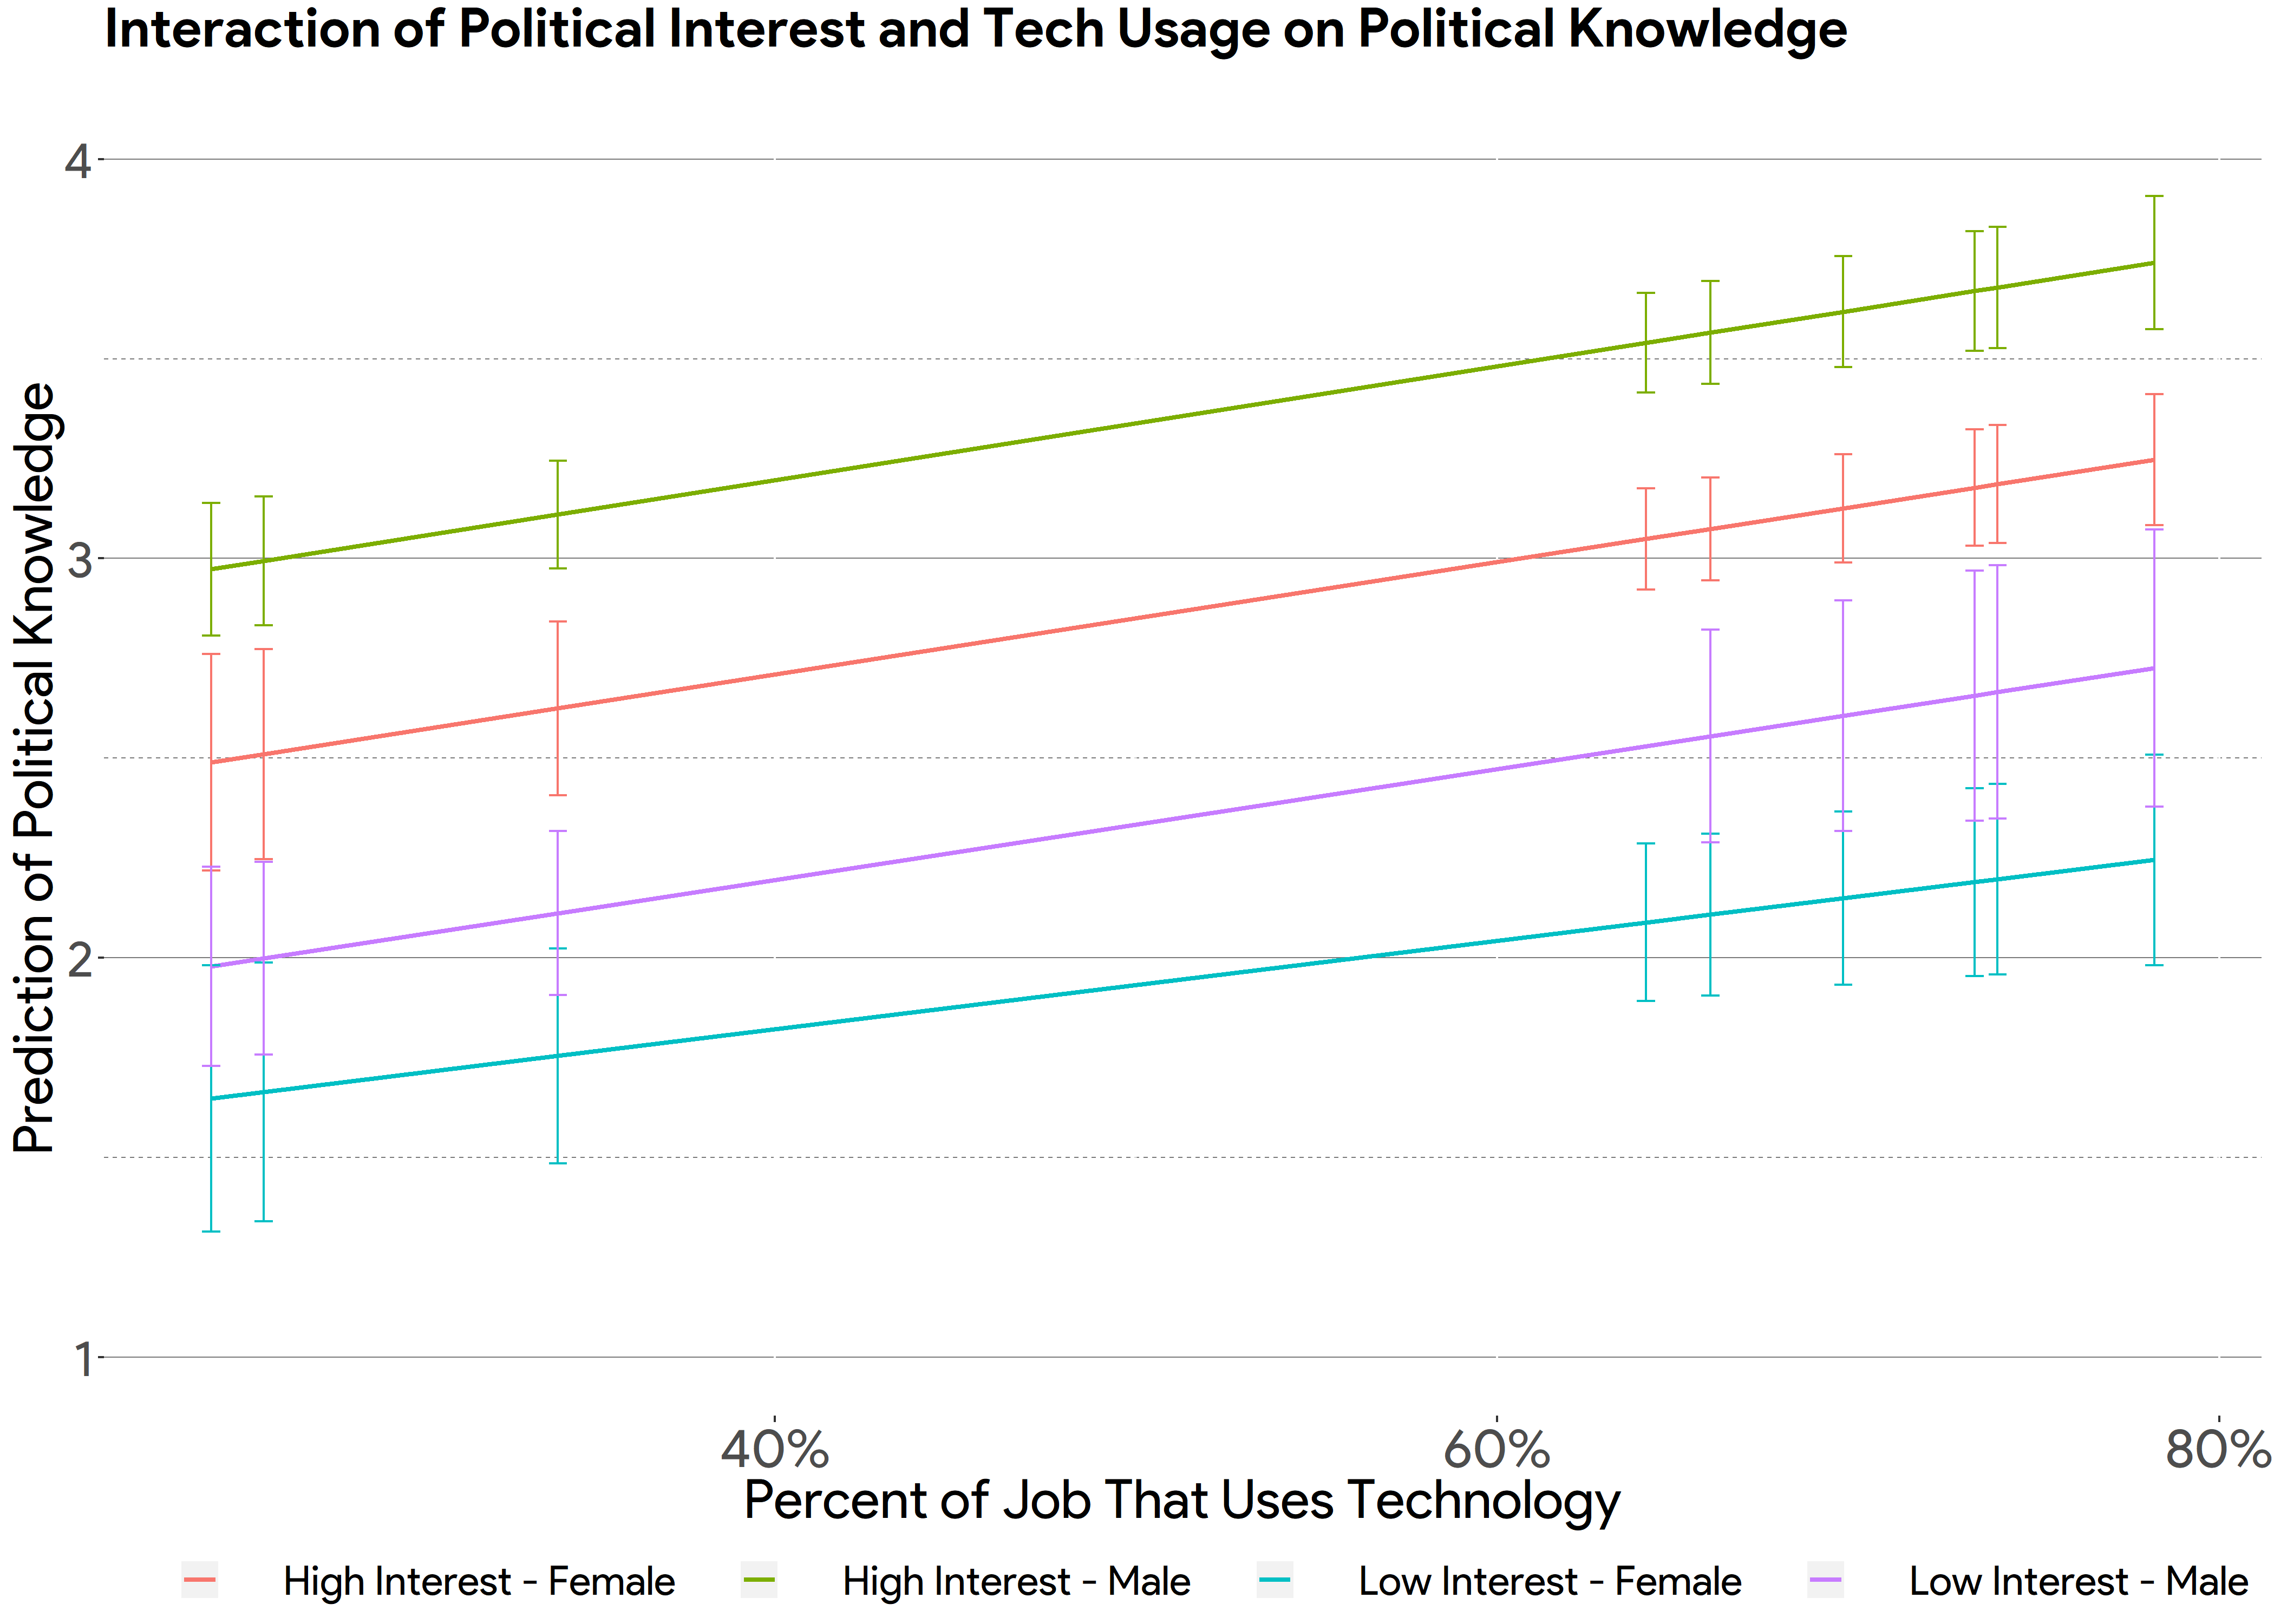 Interaction of Political Interest and Tech Usage on Political Knowledge
Prediction of Political Knowledge
4
3
2
1
40% 60% 80%
Percent of Job That Uses Technology
High Interest - Female High Interest - Male Low Interest - Female Low Interest - Male